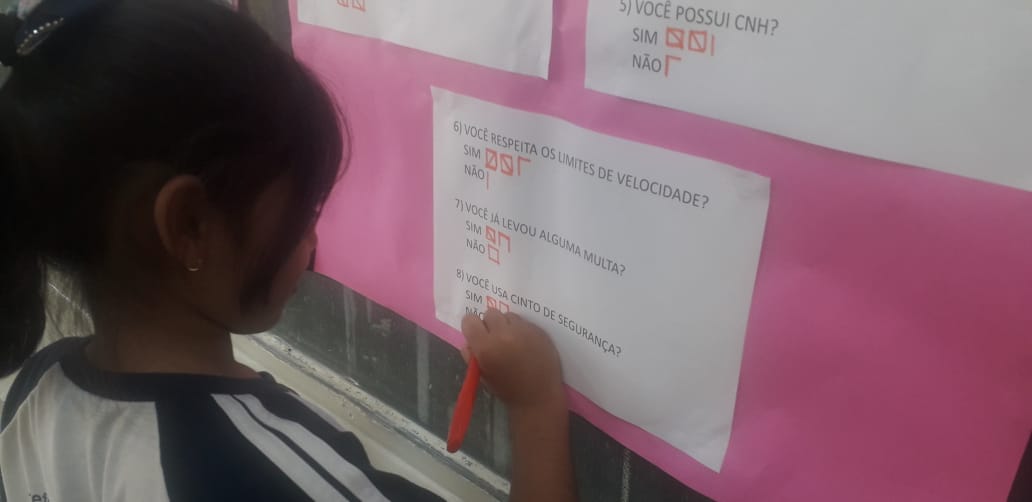 5) VOCÊ POSSUI CNH?
SIM
NÃO
6) VOCÊ RESPEITA OS LIMITES DE VELOCIDADE?
SIM
NÃO
7) VOCÊ JÁ LEVOU ALGUMA MULTA?
SIM
NÃO
8) VOCÊ USA CINTO DE SEGURANÇA?
SIM